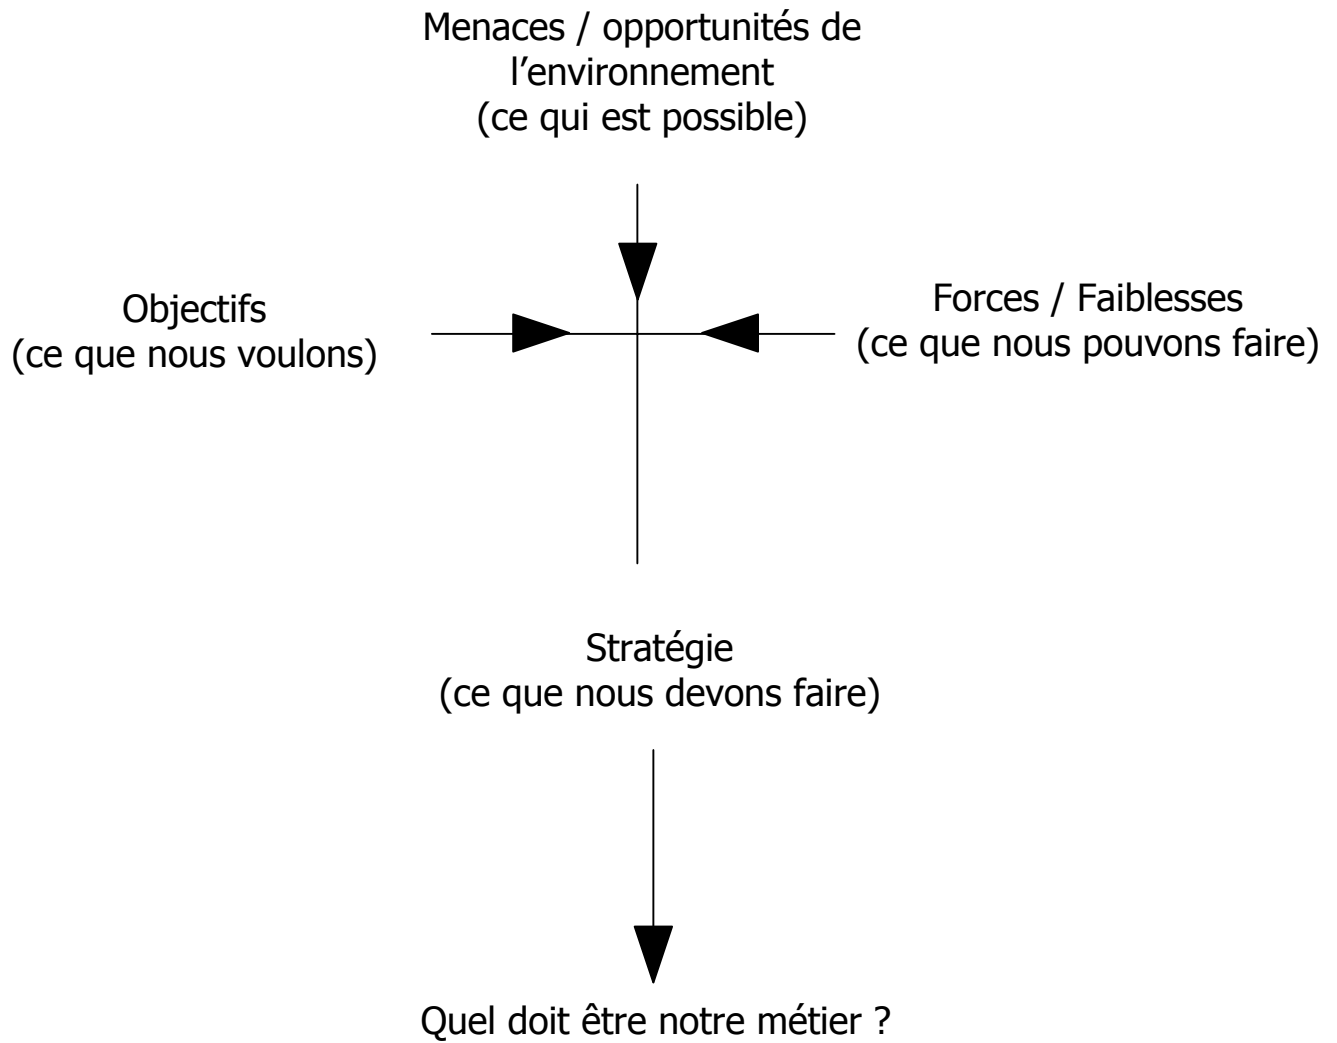 Menaces / opportunités de
l’environnement
(ce qui est possible)
Objectifs
(ce que nous voulons)
Forces / Faiblesses
(ce que nous pouvons faire)
Stratégie
(ce que nous devons faire)
Quel doit être notre métier ?